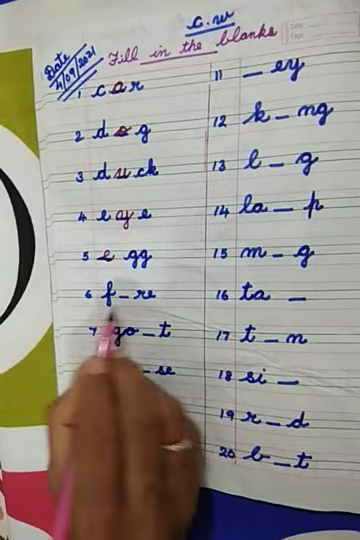 c.w
Date
4/09/2021
Fill in the blanks
1 car
2 dog
3 duck
4 eye
5 egg
6 f_re
7 go_t
_se
11 _ey
12 k_ng
13 l_g
14 la_p
15 m_g
16 ta_
17 t_n
18 si_
19 r_d
20 b_t